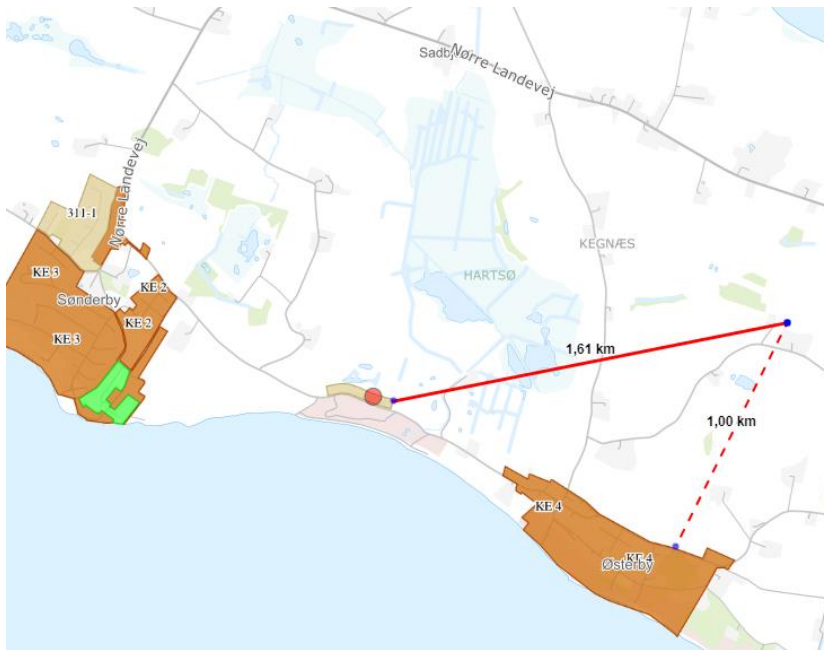 Sadbj
Nørre Landevej
Nørre Landevej
311-1
KEGNÆS
KE 3
HARTSØ
KE 2
Sønderby
KE 2
KE 3
1,61 km
1,00 km
KE 4
KE 4
Østerby